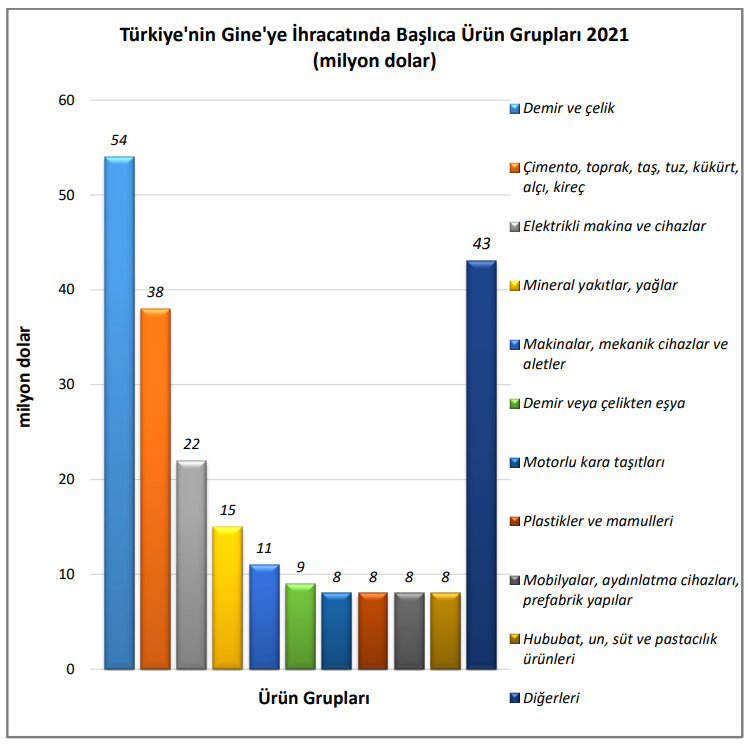 Türkiye'nin Gine'ye İhracatında Başlıca Ürün Grupları 2021
(milyon dolar)
milyon dolar
60
50
40
30
20
10
0
54
38
22
15
11
9
8
8
8
8
43
Ürün Grupları
Demir ve çelik
Çimento, toprak, taş, tuz, kükürt,
alçı, kireç
Elektrikli makina ve cihazlar
Mineral yakıtlar, yağlar
Makinalar, mekanik cihazlar ve
aletler
Demir veya çelikten eşya
Motorlu kara taşıtları
Plastikler ve mamulleri
Mobilyalar, aydınlatma cihazları,
prefabrik yapılar
Hububat, un, süt ve pastacılık
ürünleri
Diğerleri